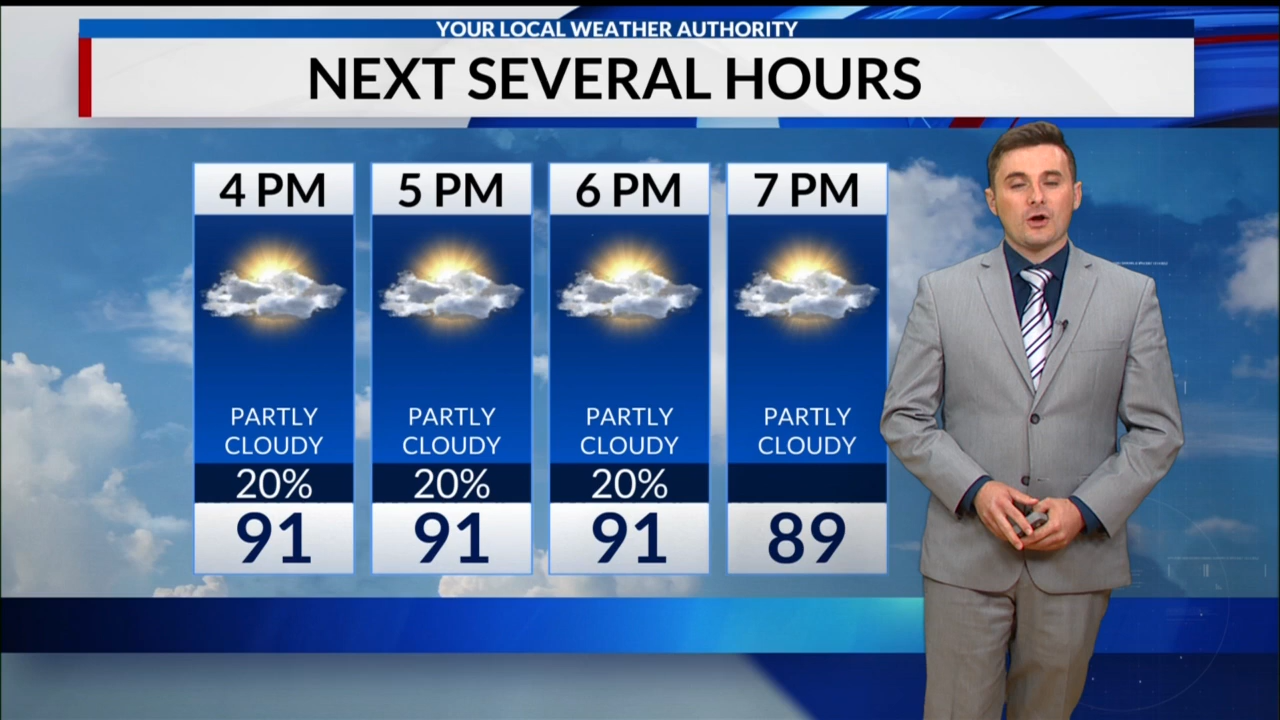 YOUR LOCAL WEATHER AUTHORITY
NEXT SEVERAL HOURS
4 PM
PARTLY
CLOUDY
20%
91
5 PM
PARTLY
CLOUDY
20%
91
6 PM
PARTLY
CLOUDY
20%
91
7 PM
PARTLY
CLOUDY
89